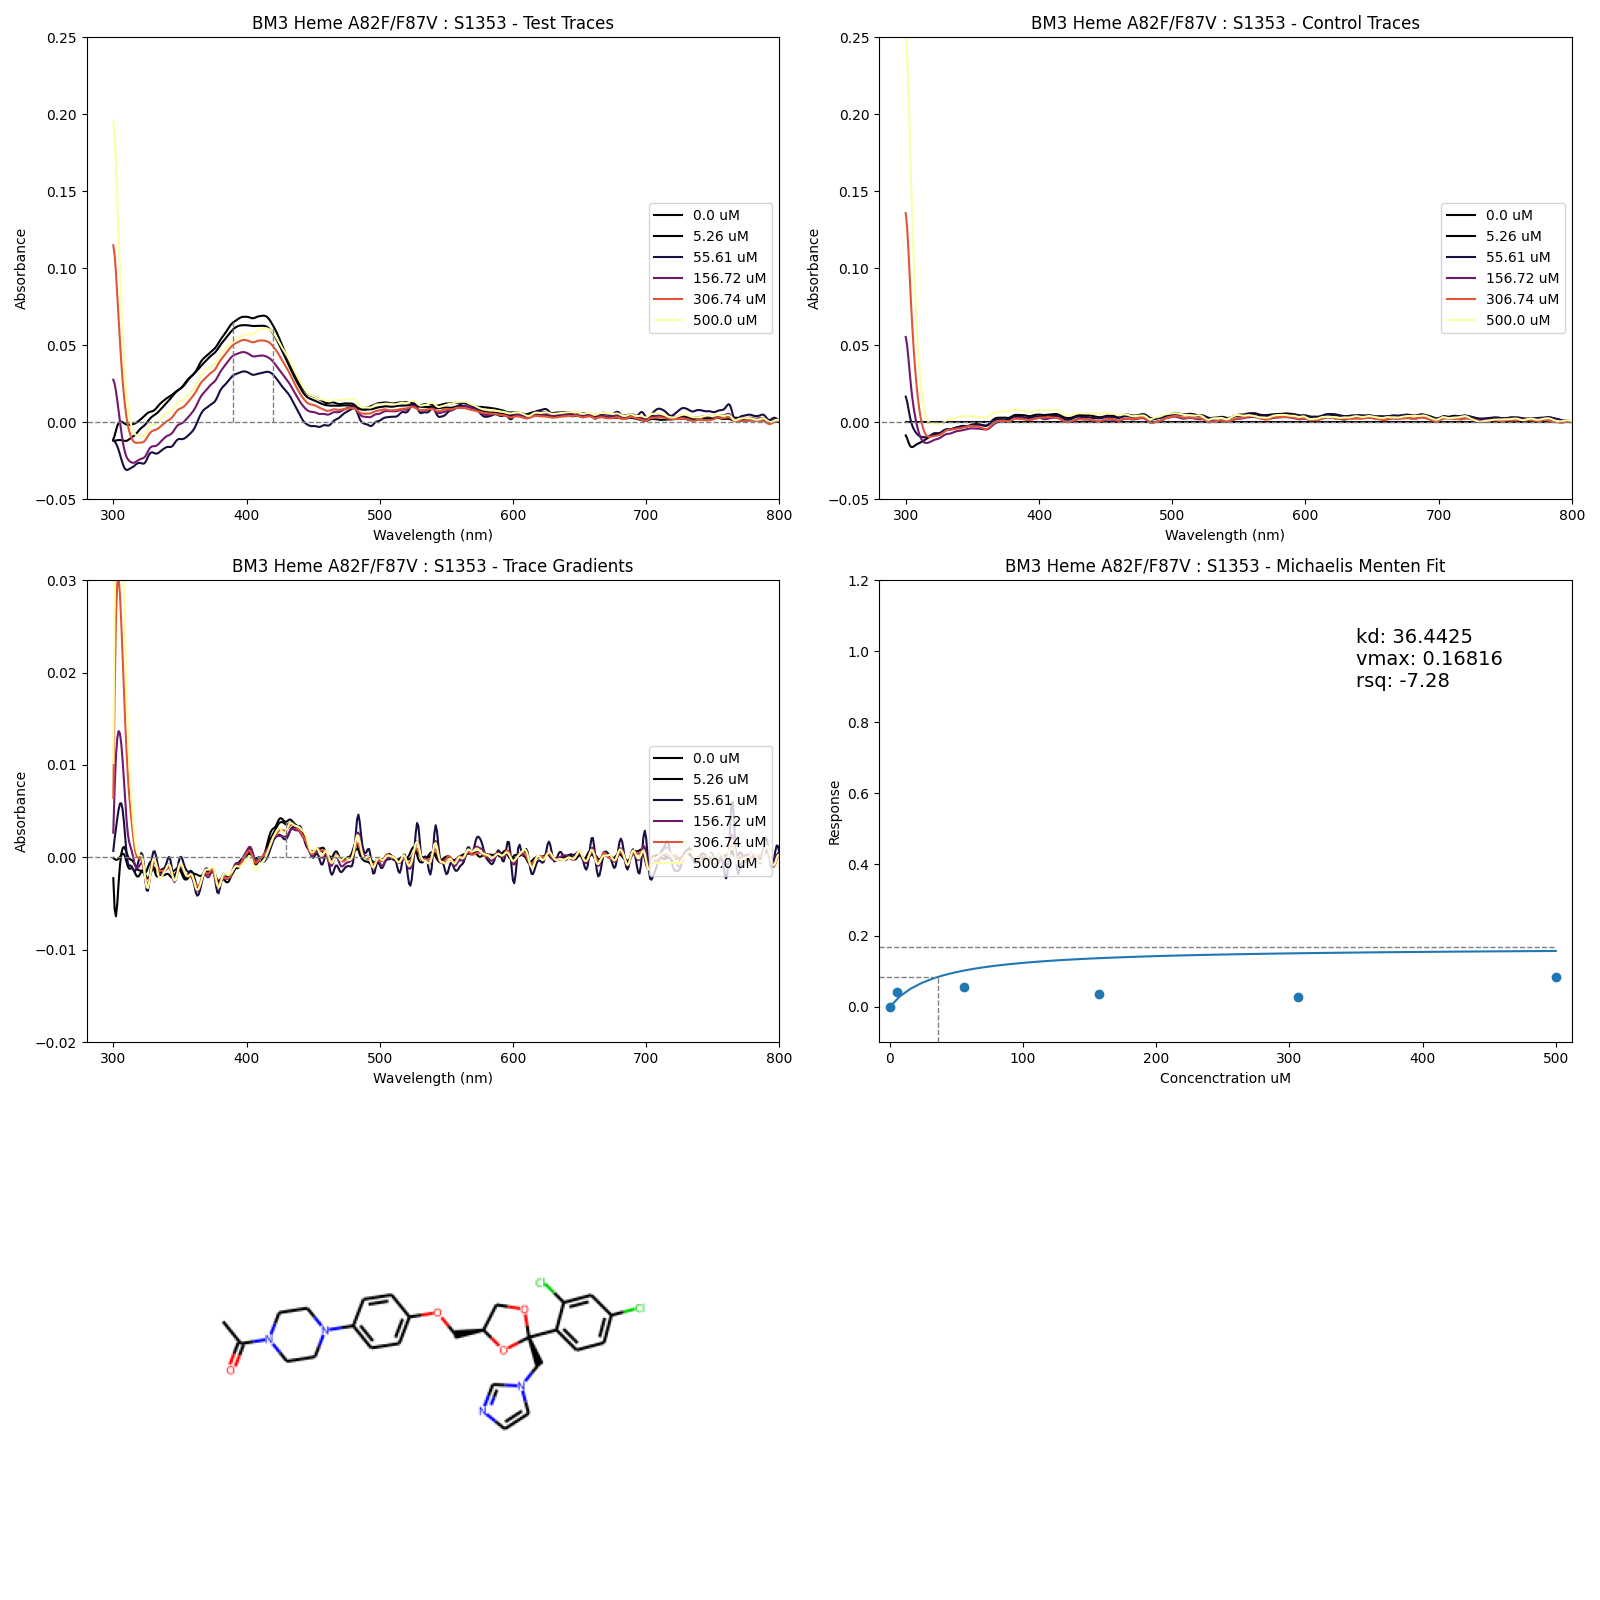 BM3 Heme A82F/F87V : S1353 - Test Traces
0.25
0.20
0.15
0.10
0.05
0.00
−0.05
Absorbance
300 400 500 600 700 800
Wavelength (nm)
0.0 uM
5.26 uM
55.61 uM
156.72 uM
306.74 uM
500.0 uM
BM3 Heme A82F/F87V : S1353 - Control Traces
0.25
0.20
0.15
0.10
0.05
0.00
−0.05
Absorbance
300 400 500 600 700 800
Wavelength (nm)
0.0 uM
5.26 uM
55.61 uM
156.72 uM
306.74 uM
500.0 uM
BM3 Heme A82F/F87V : S1353 - Trace Gradients
0.03
0.02
0.01
0.00
−0.01
−0.02
Absorbance
300 400 500 600 700 800
Wavelength (nm)
0.0 uM
5.26 uM
55.61 uM
156.72 uM
306.74 uM
500.0 uM
BM3 Heme A82F/F87V : S1353 - Michaelis Menten Fit
1.2
1.0
0.8
0.6
0.4
0.2
0.0
Response
0 100 200 300 400 500
Concenctration uM
kd: 36.4425
vmax: 0.16816
rsq: -7.28
Cl
Cl
O
O
O
N
N
O
N
N